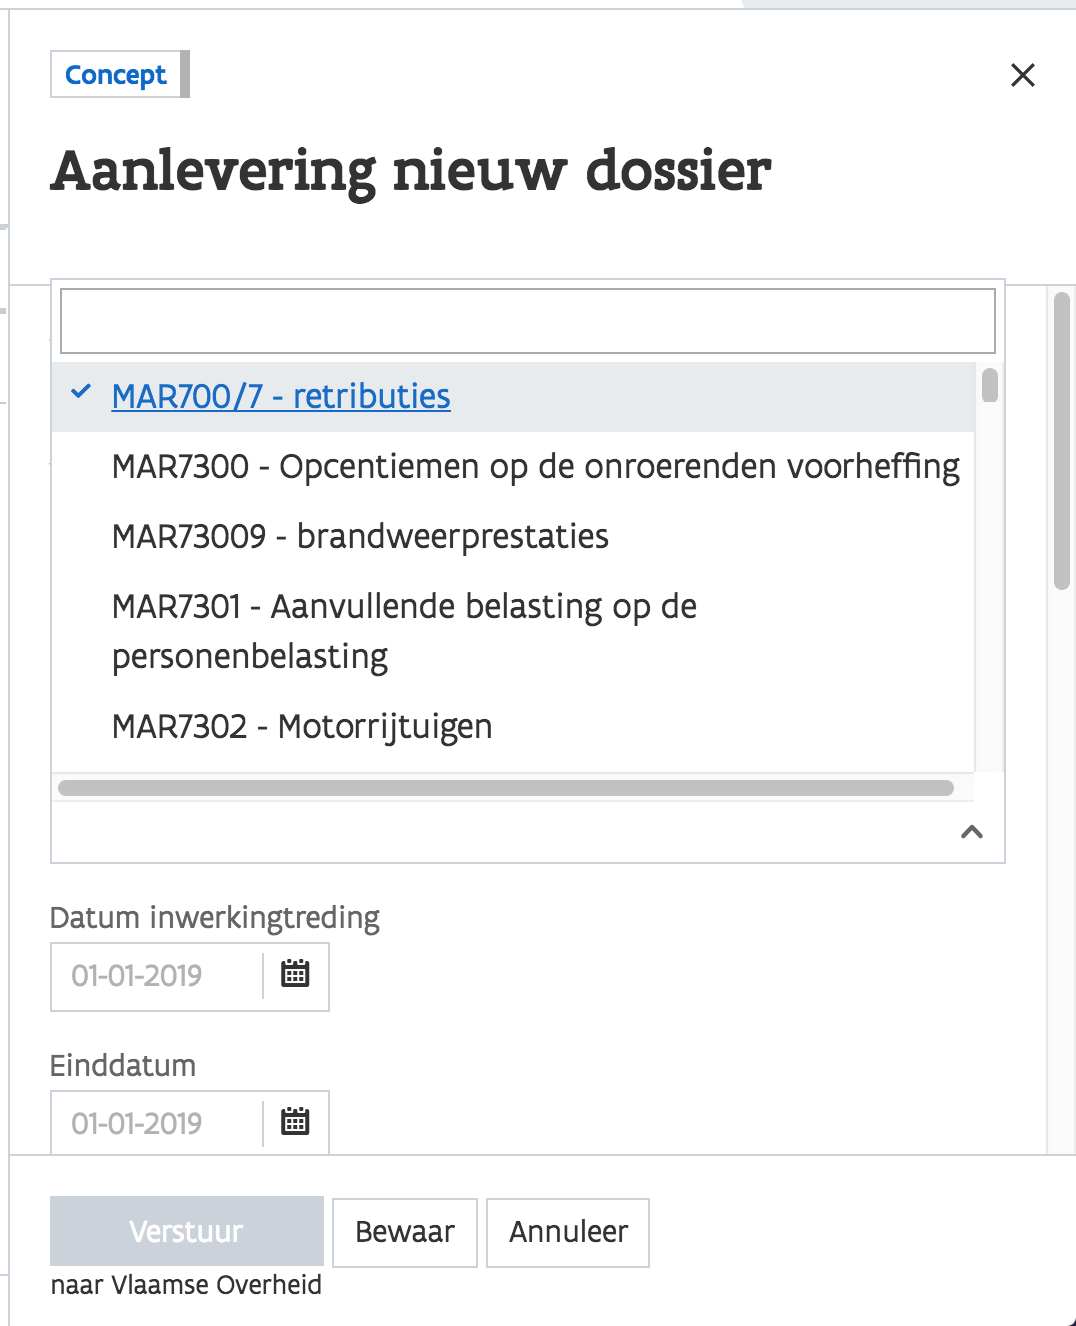 Concept
Aanlevering nieuw dossier
MAR700/7 - retributies
MAR7300 - Opcentiemen op de onroerenden voorheffing
MAR73009 - brandweerprestaties
MAR7301 - Aanvullende belasting op de
personenbelasting
MAR7302 - Motorrijtuigen
Datum inwerkingtreding
01-01-2019
Einddatum
01-01-2019
Verstuur
Bewaar
Annuleer
naar Vlaamse Overheid